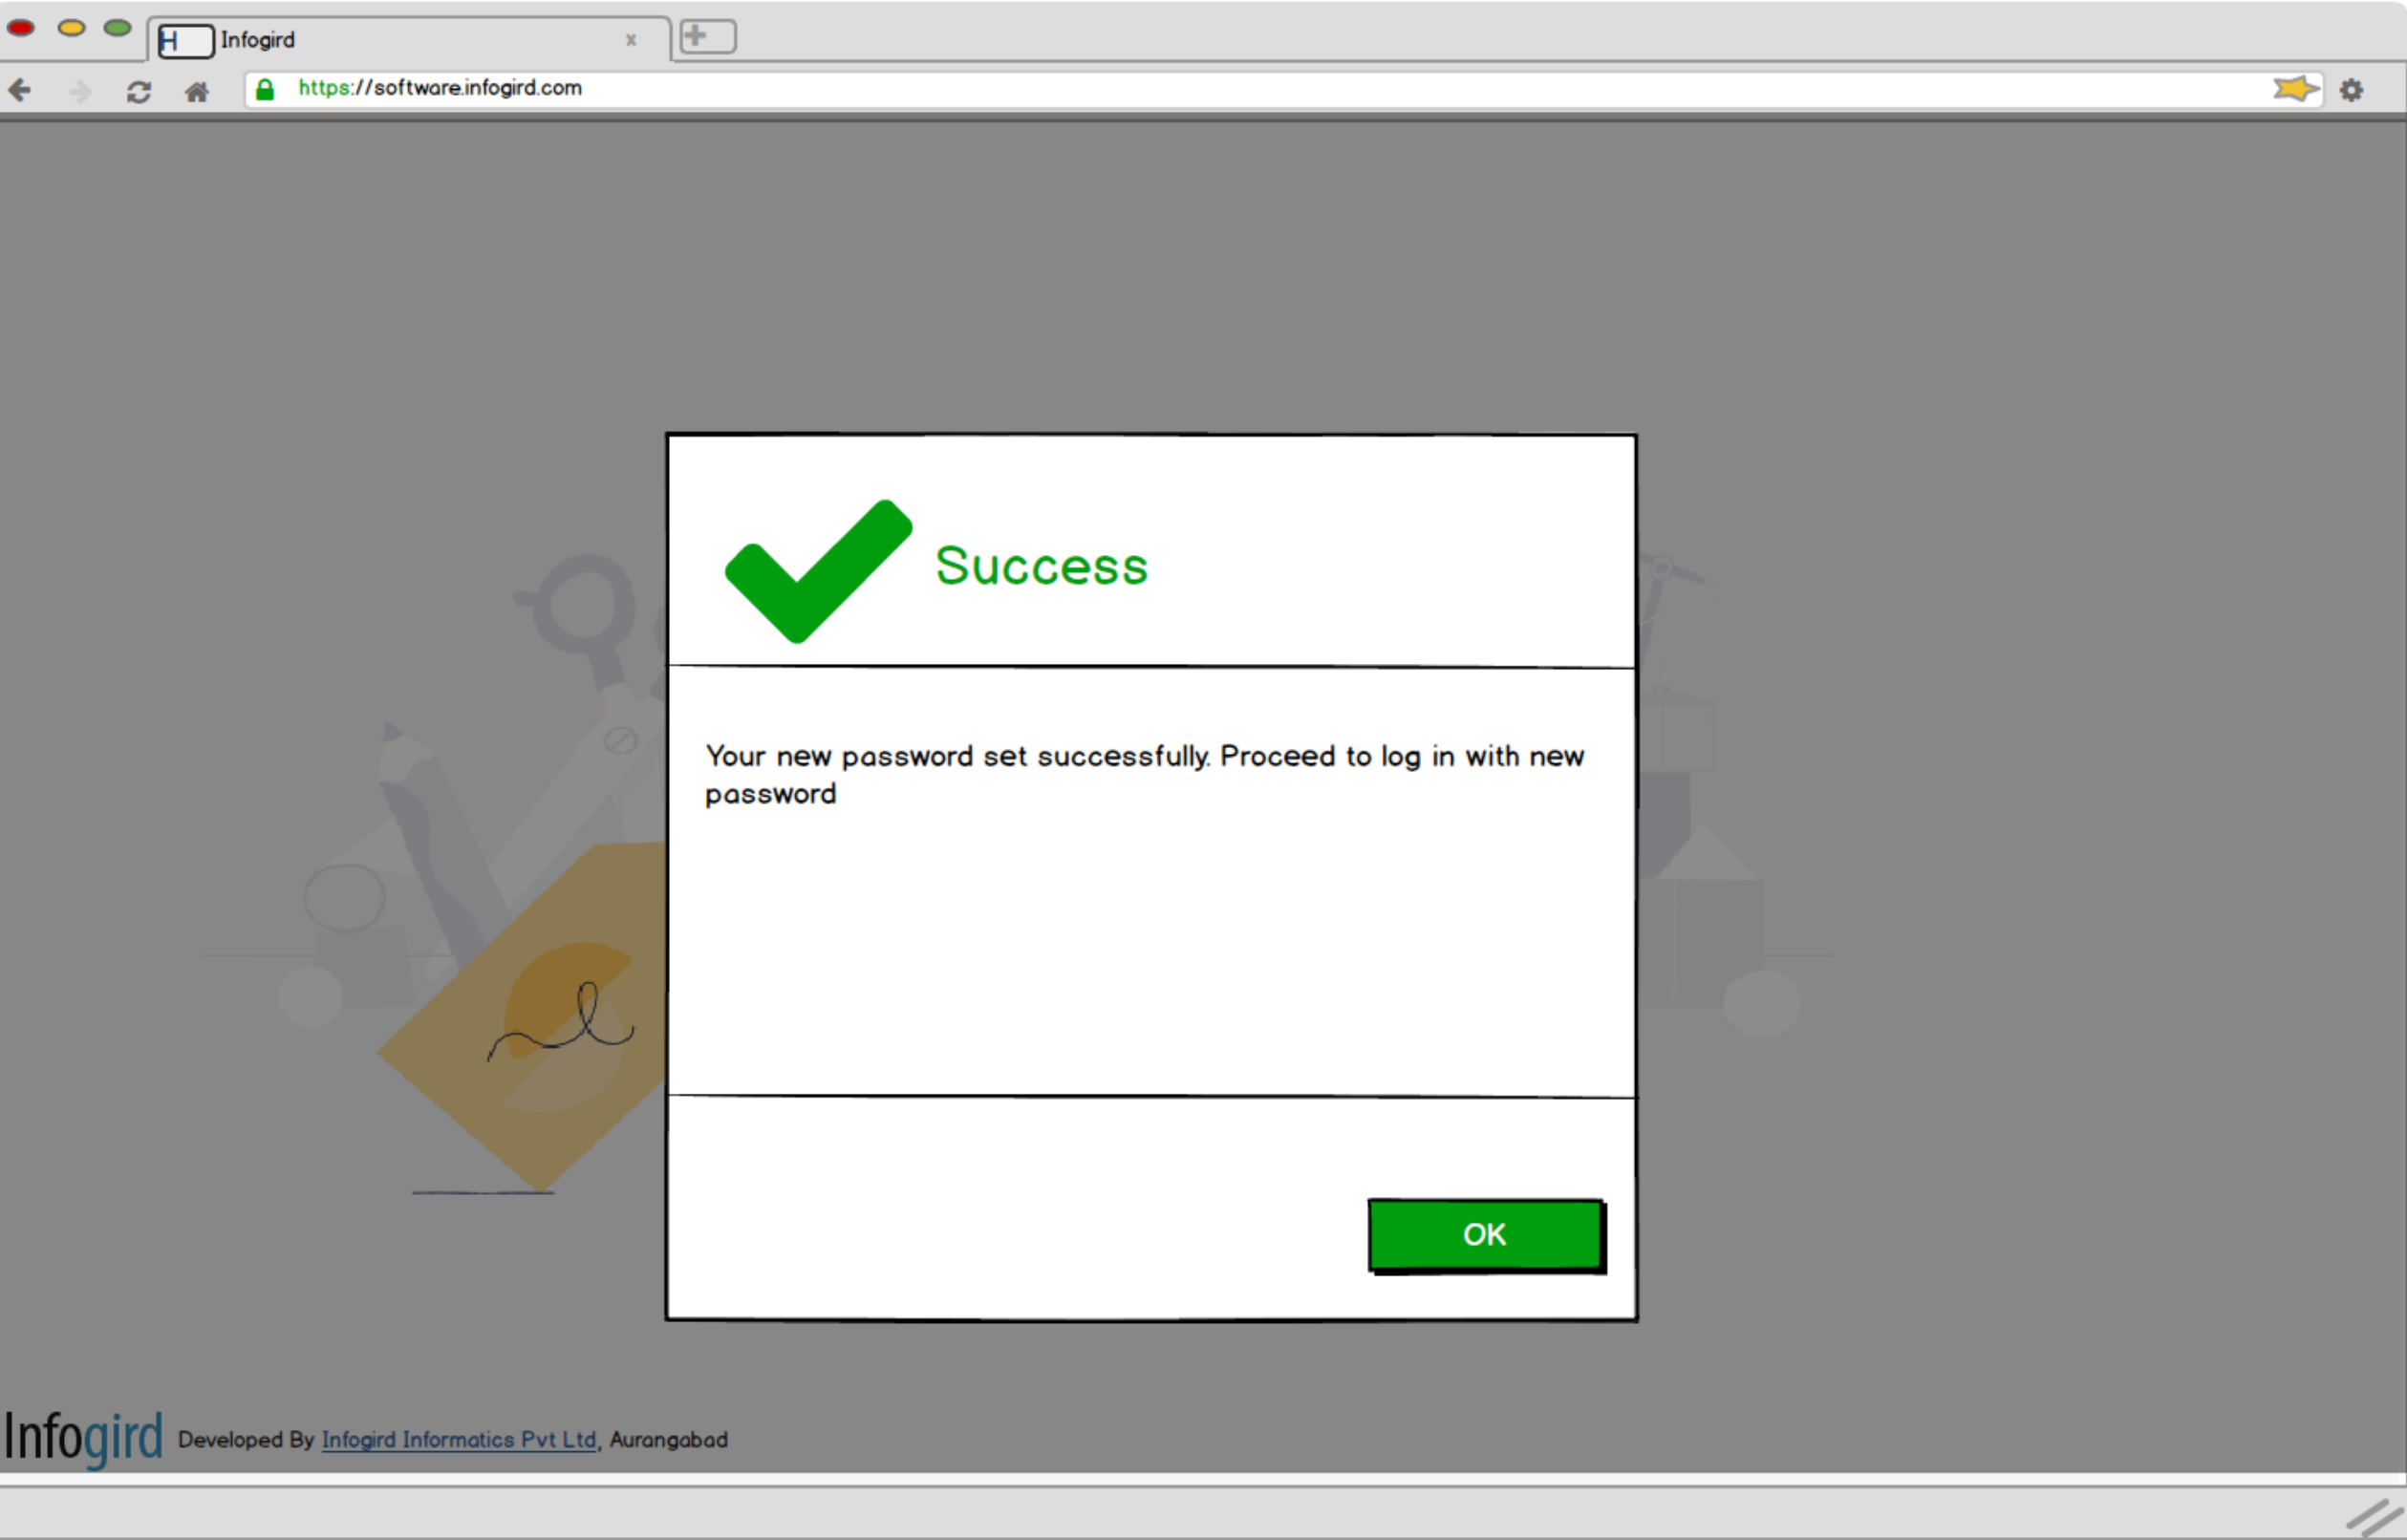 H Infogird x
https://software.infogird.com
Success
Your new password set successfully. Proceed to log in with new
password
OK
Infogird Developed By Infogird Informatics Pvt Ltd, Aurangabad